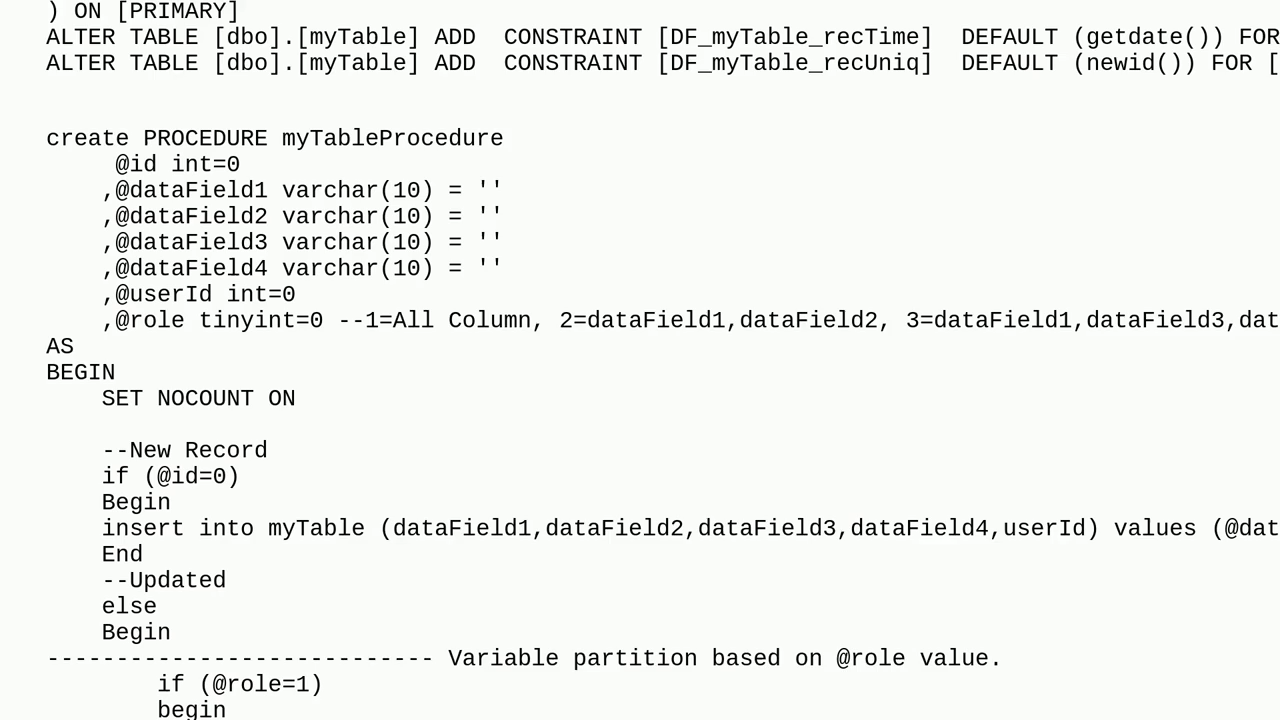 ) ON [PRIMARY]
ALTER TABLE [dbo].[myTable] ADD  CONSTRAINT [DF_myTable_recTime]  DEFAULT (getdate()) FOR
ALTER TABLE [dbo].[myTable] ADD  CONSTRAINT [DF_myTable_recUniq]  DEFAULT (newid()) FOR [
create PROCEDURE myTableProcedure
     @id int=0
    ,@dataField1 varchar(10) = ''
    ,@dataField2 varchar(10) = ''
    ,@dataField3 varchar(10) = ''
    ,@dataField4 varchar(10) = ''
    ,@userId int=0
    ,@role tinyint=0 --1=All Column, 2=dataField1,dataField2, 3=dataField1,dataField3,dat
AS
BEGIN
    SET NOCOUNT ON
    --New Record
    if (@id=0)
    Begin
    insert into myTable (dataField1,dataField2,dataField3,dataField4,userId) values (@dat
    End
    --Updated
    else
    Begin
---------------------------- Variable partition based on @role value.
        if (@role=1)
        begin